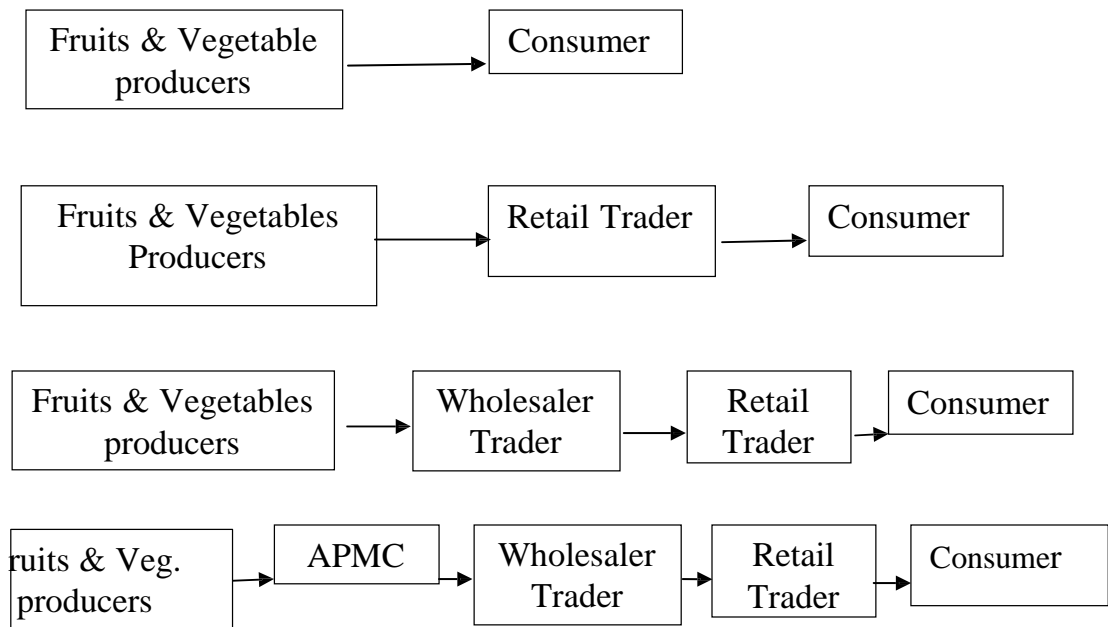 Fruits & Vegetable
producers
Consumer
Fruits & Vegetables
Producers
Retail Trader
Consumer
Fruits & Vegetables
producers
Wholesaler
Trader
Retail
Trader
Consumer
ruits & Veg.
producers
APMC
Wholesaler
Trader
Retail
Trader
Consumer